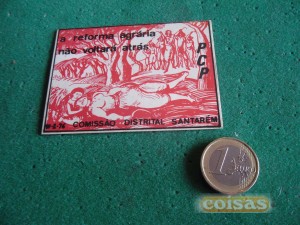 a reforma agrária
não voltará atrás
PCP
COMISSÃO DISTRITAL SANTARÉM
1
EURO
coisas